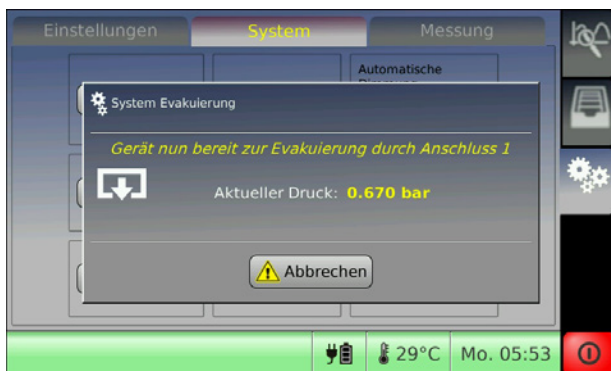 Einstellungen
System
Messung
Automatische
System Evakuierung
Gerät nun bereit zur Evakuierung durch Anschluss 1
Aktueller Druck: 0.670 bar
Abbrechen
29°C
Mo. 05:53